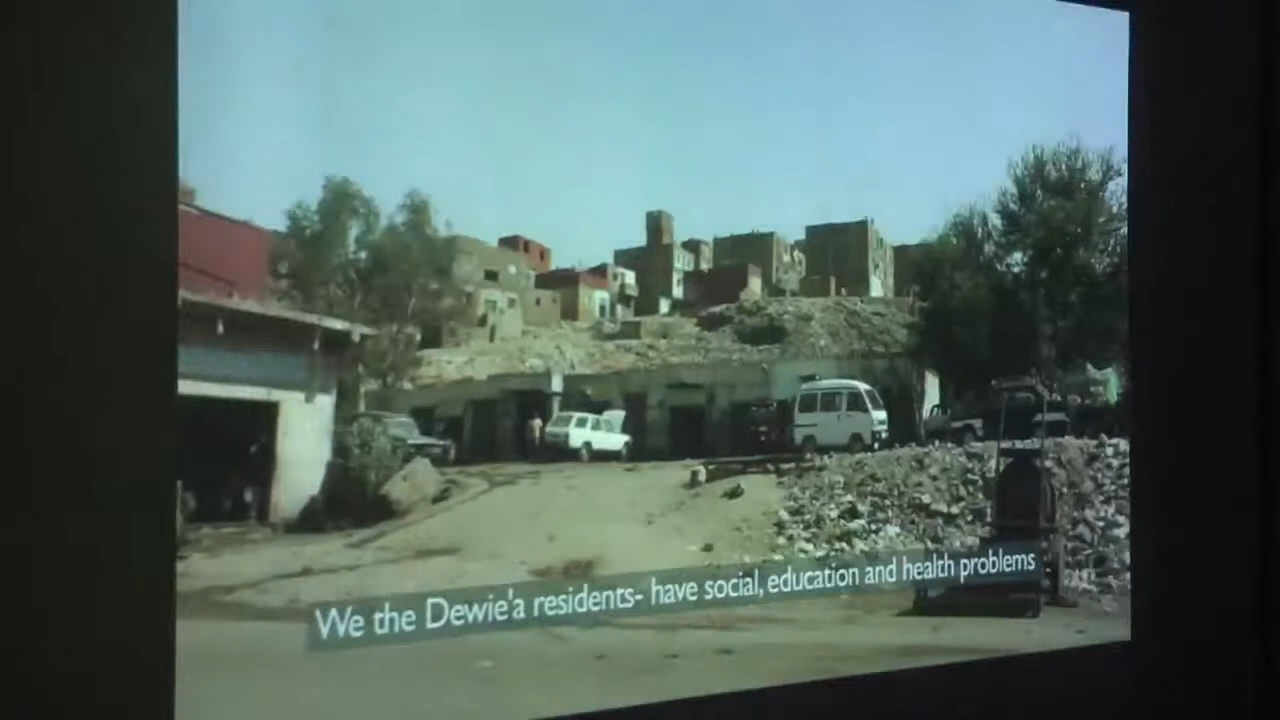 We the Dewie'a residents- have social, education and health problems